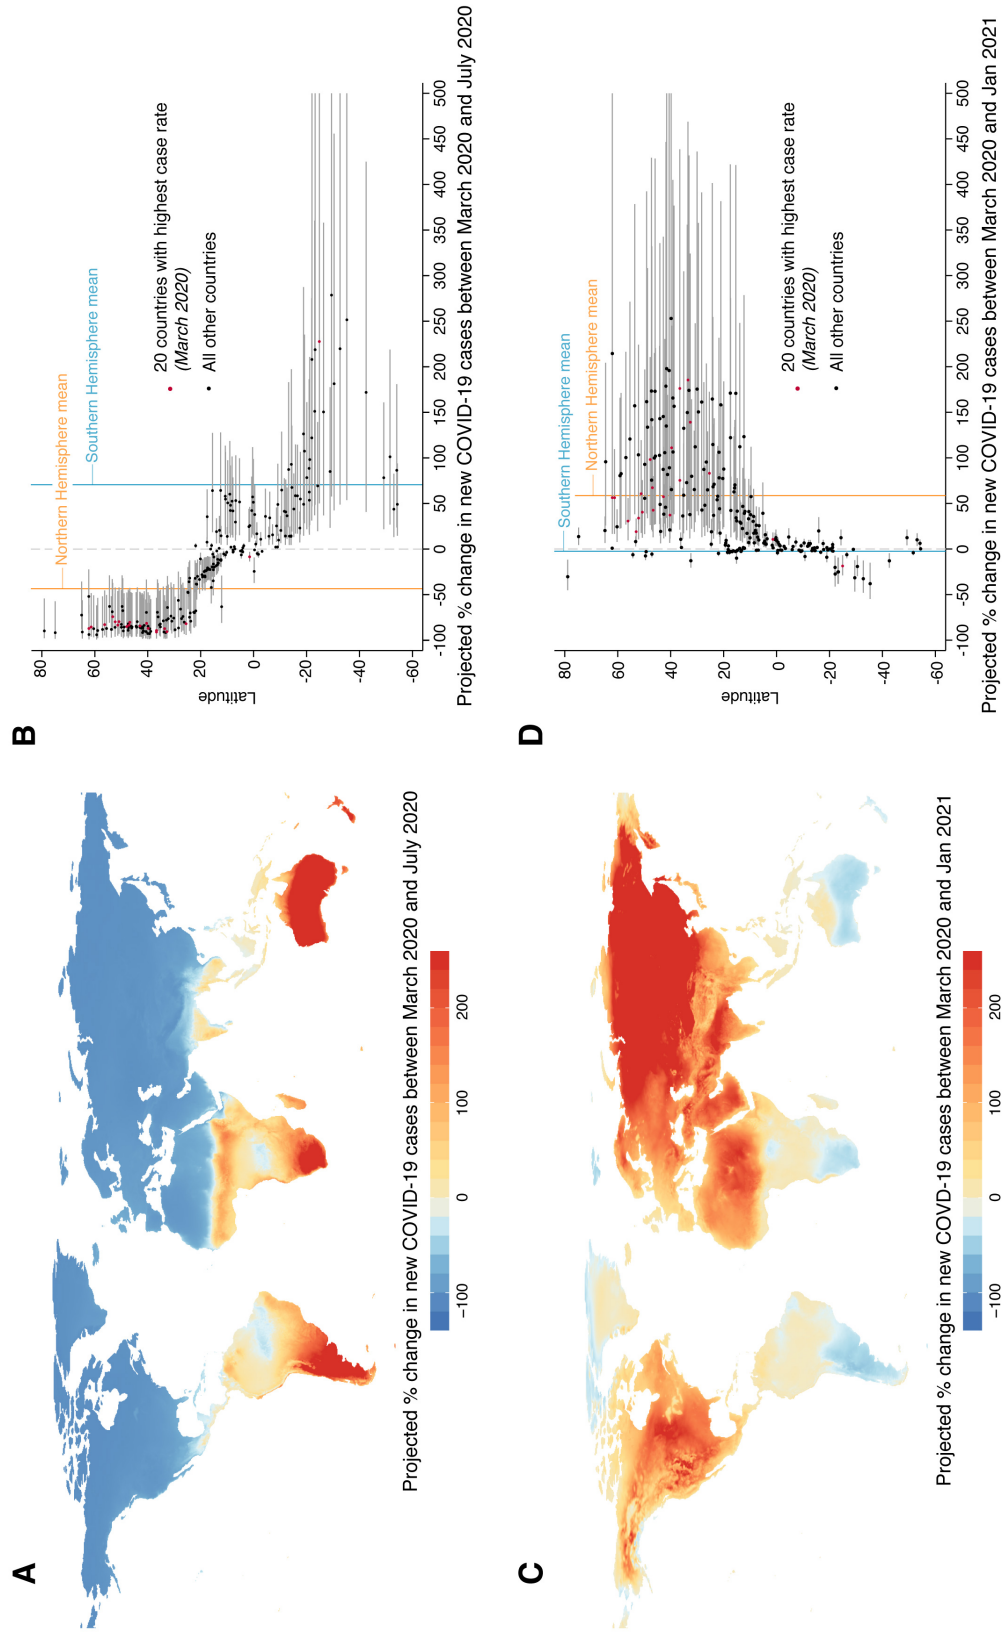 A
Projected % change in new COVID-19 cases between March 2020 and July 2020
−100 0 100 200
B
Northern Hemisphere mean
Southern Hemisphere mean
20 countries with highest case rate
(March 2020)
All other countries
Latitude
80
60
40
20
0
-20
-40
-60
-100 -50 0 50 100 150 200 250 300 350 400 450 500
Projected % change in new COVID-19 cases between March 2020 and July 2020
C
Projected % change in new COVD-19 cases between March 2020 and Jan 2021
−100 0 100 200
D
Southern Hemisphere mean
Northern Hemisphere mean
20 countries with highest case rate
(March 2020)
All other countries
Latitude
80
60
40
20
0
-20
-40
-60
-100 -50 0 50 100 150 200 250 300 350 400 450 500
Projected % change in new COVID-19 cases between March 2020 and Jan 2021